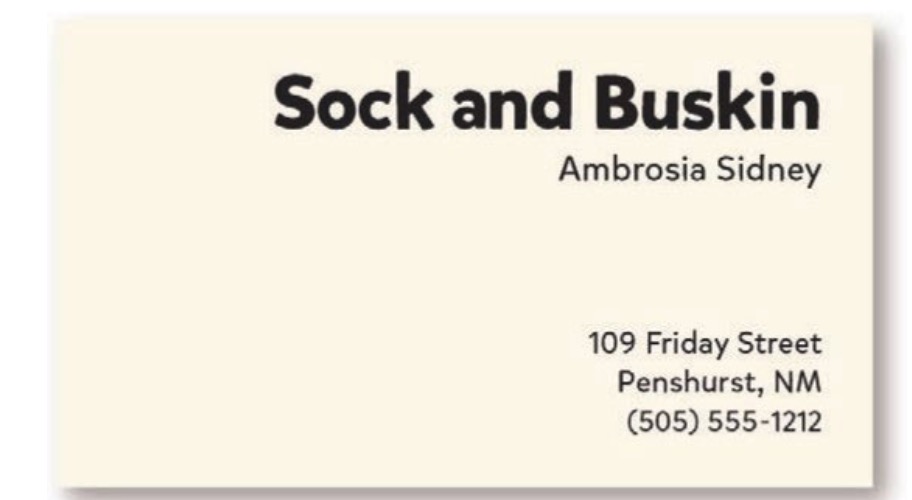 Sock and Buskin
Ambrosia Sidney
109 Friday Street
Penshurst, NM
(505) 555-1212